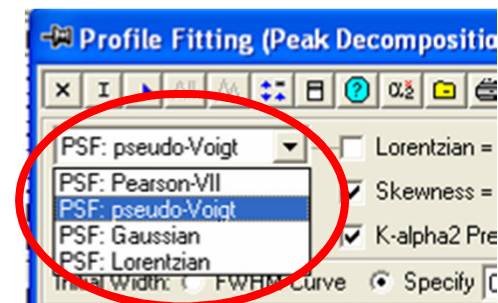 Profile Fitting (Peak Decompositio
PSF: pseudo-Voigt
Lorentzian =
PSF: Pearson-VII
PSF: pseudo-Voigt
Skewness =
PSF: Gaussian
K-alpha2 Pre
PSF: Lorentzian
Initial Width: FWHM Curve Specify